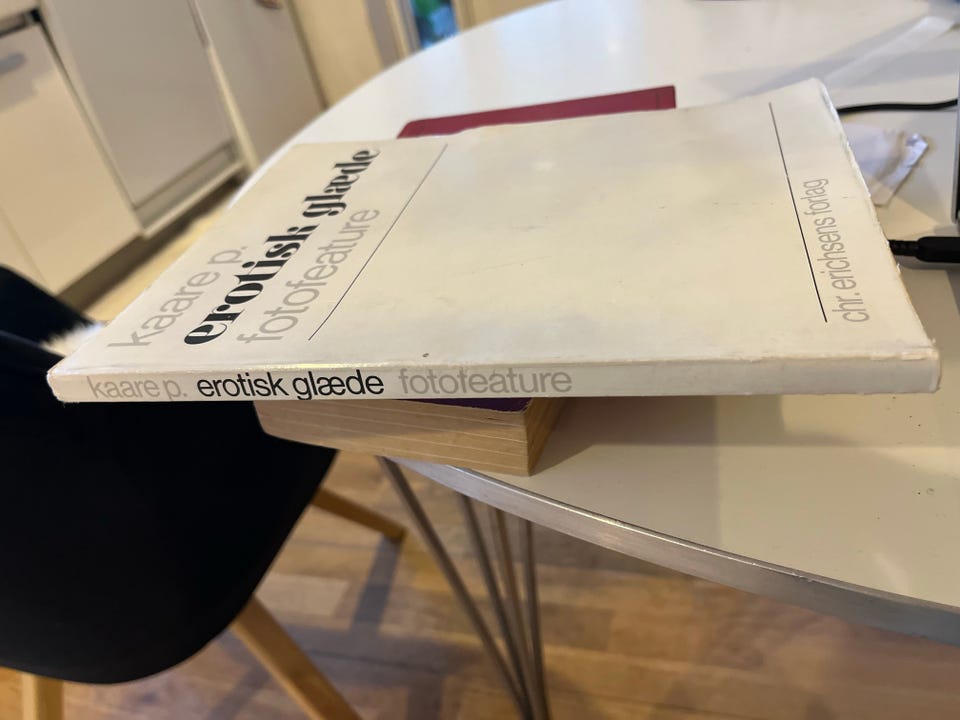 kaare p.
erotisk glæde
fotofeature
chr. erichsens forlag
kaare p. erotisk glæde fotofeature